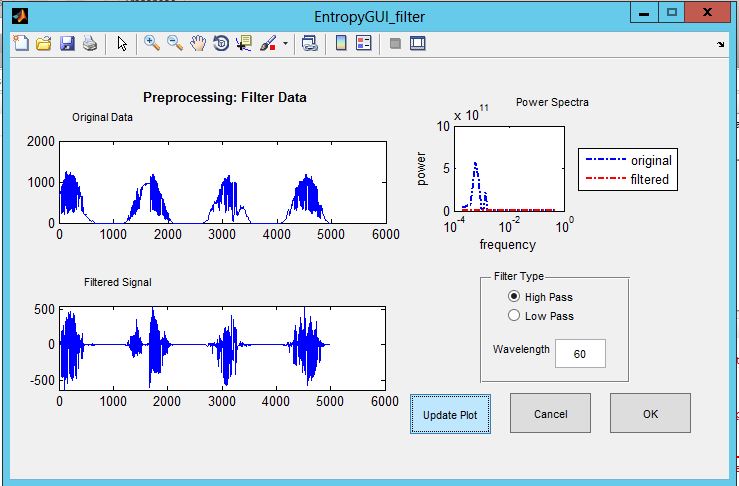 EntropyGUI_filter
Preprocessing: Filter Data
Original Data
2000
1000
0
0 1000 2000 3000 4000 5000 6000
Power Spectra
x 10^11
10
5
0
power
10^-4 10^-2 10^0
frequency
original
filtered
Filtered Signal
500
0
-500
0 1000 2000 3000 4000 5000 6000
Filter Type
High Pass
Low Pass
Wavelength 60
Update Plot Cancel OK